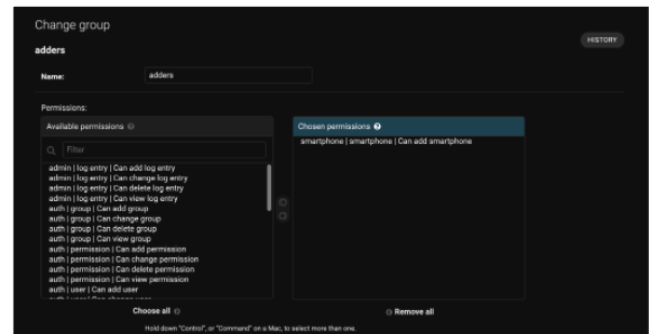 Change group
HISTORY
adders
Name:
adders
Permissions:
Available permissions
Filter
admin | log entry | Can add log entry
admin | log entry | Can change log entry
admin | log entry | Can delete log entry
admin | log entry | Can view log entry
auth | group | Can add group
auth | group | Can change group
auth | group | Can delete group
auth | group | Can view group
auth | permission | Can add permission
auth | permission | Can change permission
auth | permission | Can delete permission
auth | permission | Can view permission
auth | user | Can add user
Choose all
Chosen permissions
smartphone | smartphone | Can add smartphone
Remove all
Hold down "Control", or "Command" on a Mac, to select more than one.